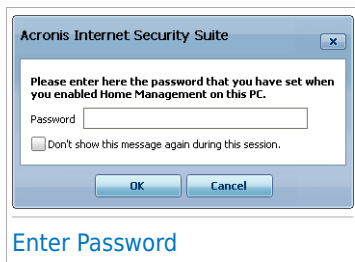 Acronis Internet Security Suite
Please enter here the password that you have set when
you enabled Home Management on this PC.
Password
Don't show this message again during this session.
OK
Cancel
Enter Password